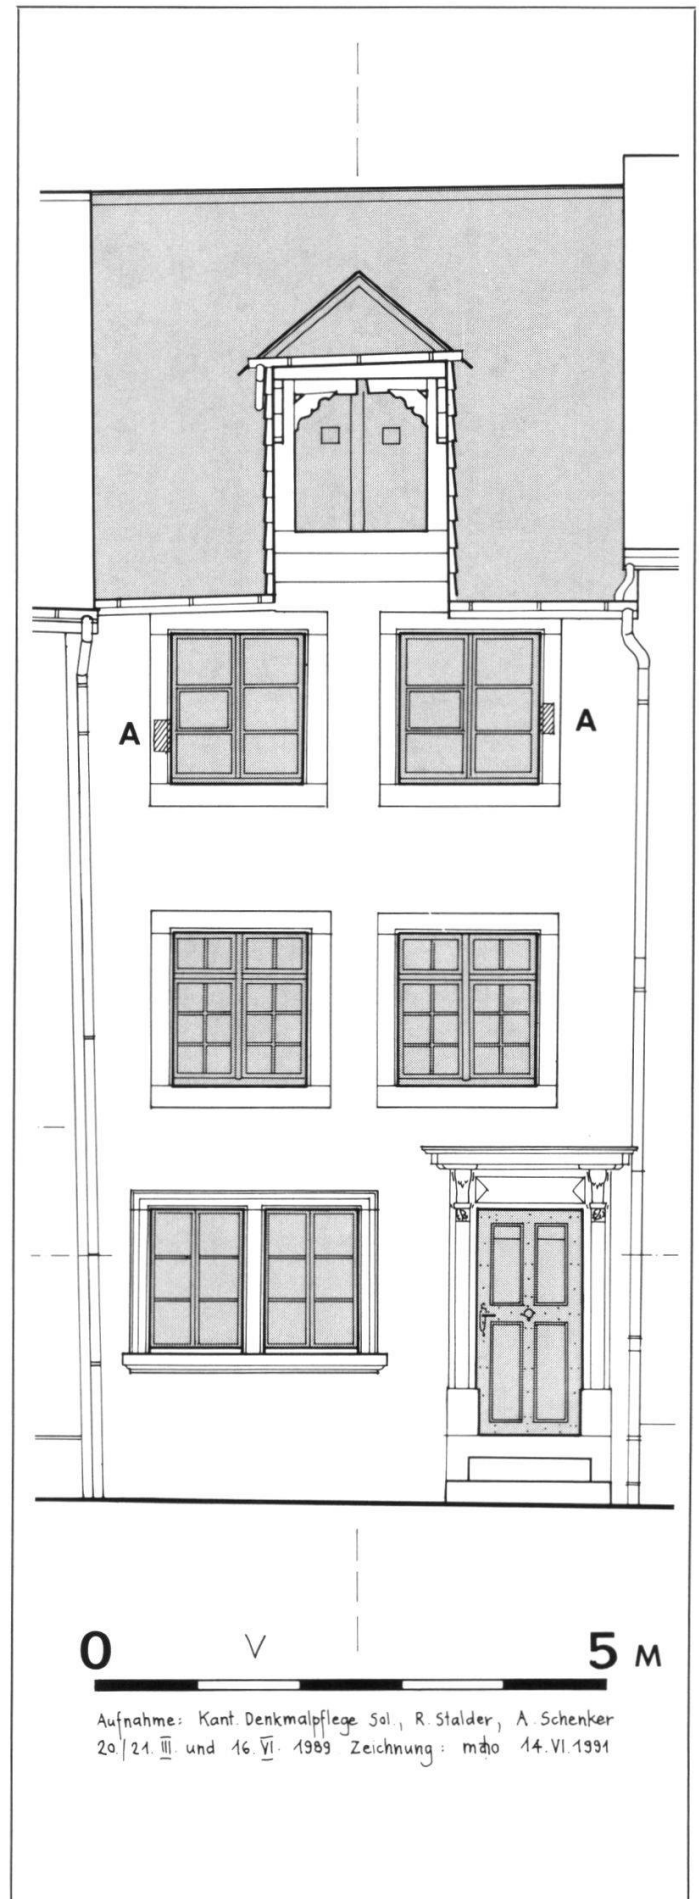 A A
0 V 5 M
Aufnahme: Kant. Denkmalpflege Sol., R. Stalder, A. Schenker
20./21. III. und 16. VI. 1989 Zeichnung: 14. VI. 1991